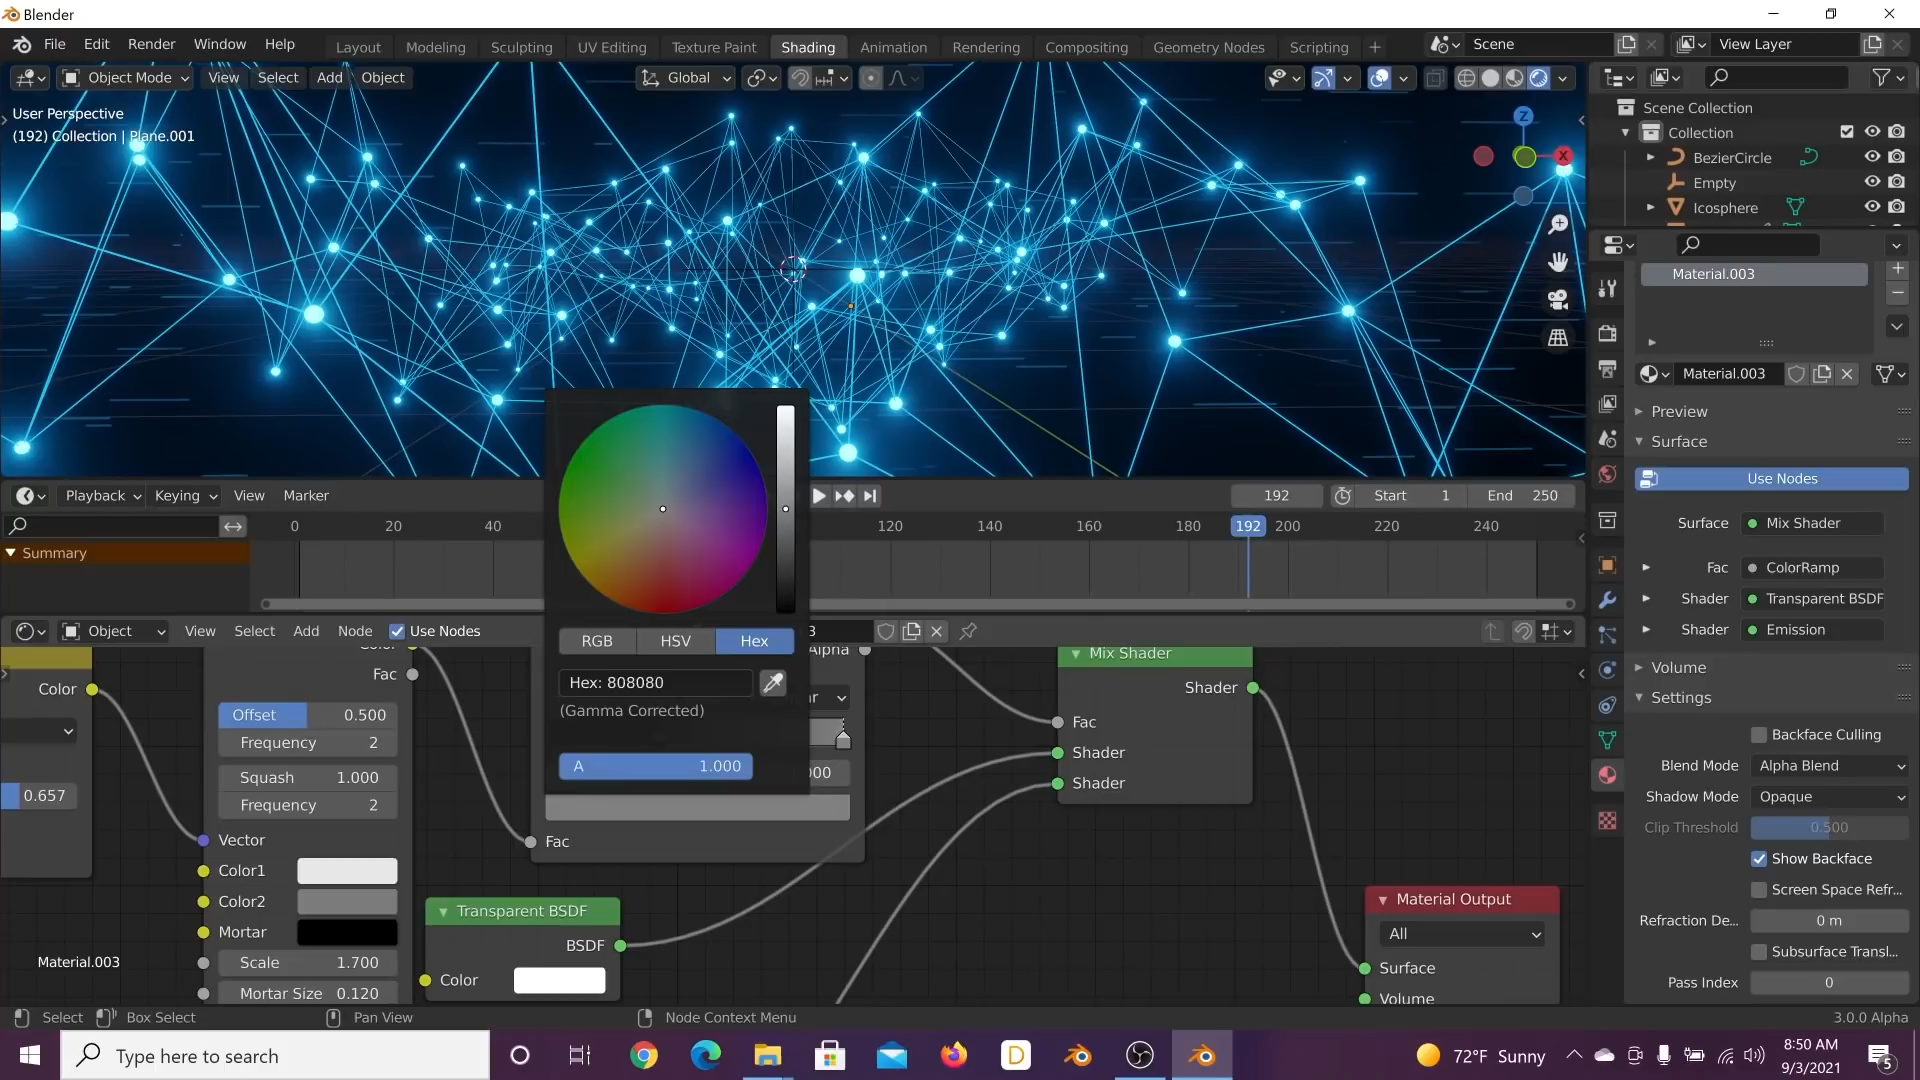 Blender
File Edit Render Window Help Layout Modeling Sculpting UV Editing Texture Paint Shading Animation Rendering Compositing Geometry Nodes Scripting + Scene View Layer
Object Mode View Select Add Object Global
User Perspective
(192) Collection | Plane.001
Z
X
Scene Collection
Collection
BezierCircle
Empty
Icosphere
Material.003
Material.003
Preview
Surface
Use Nodes
Surface Mix Shader
Fac ColorRamp
Shader Transparent BSDF
Shader Emission
Volume
Settings
Backface Culling
Blend Mode Alpha Blend
Shadow Mode Opaque
Clip Threshold 0.500
Show Backface
Screen Space Refr...
Refraction De... 0 m
Subsurface Transl...
Pass Index 0
Playback Keying View Marker 192 Start 1 End 250
0 20 40 120 140 160 180 192 200 220 240
Summary
RGB HSV Hex
Hex: 808080
(Gamma Corrected)
A 1.000
Object View Select Add Node Use Nodes 3
Color
Color
Fac
Offset 0.500
Frequency 2
Squash 1.000
Frequency 2
0.657
Vector
Color1
Color2
Mortar
Scale 1.700
Mortar Size 0.120
Alpha
Fac
Transparent BSDF
BSDF
Color
Mix Shader
Shader
Fac
Shader
Shader
Material Output
All
Surface
Volume
Material.003
Select Box Select Pan View Node Context Menu 3.0.0 Alpha
Type here to search D 72°F Sunny 8:50 AM
9/3/2021 5